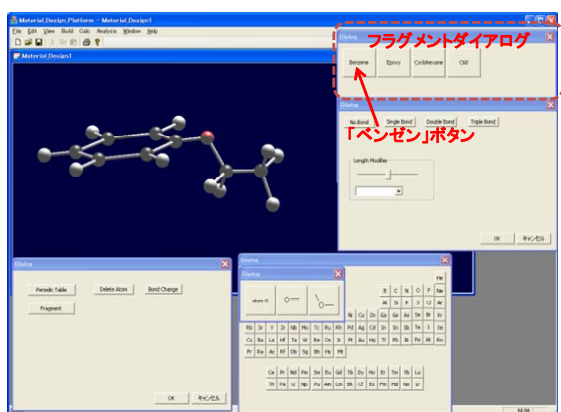 Material_Design_Platform - Material_Design1
File Edit View Build Calc Analysis Window Help
Material_Design1
Dialog
フラグメントダイアログ
Benzene Epoxy Cyclohexane C60
Dialog
No Bond Single Bond Double Bond Triple Bond
「ベンゼン」ボタン
Length Modifier
OK キャンセル
Dialog
Periodic Table Delete Atom Bond Change
Fragment
OK キャンセル
Dialog
Dialog
atom
He
B C N O F Ne
Al Si P S Cl Ar
Ni Cu Zn Ga Ge As Se Br Kr
Rb Sr Y Zr Nb Mo Tc Ru Rh Pd Ag Cd In Sn Sb Te I Xe
Cs Ba La Hf Ta W Re Os Ir Pt Au Hg Tl Pb Bi Po At Rn
Fr Ra Ac Rf Db Sg Bh Hs Mt
Ce Pr Nd Pm Sm Eu Gd Tb Dy Ho Er Tm Yb Lu
Th Pa U Np Pu Am Cm Bk Cf Es Fm Md No Lr
NUM